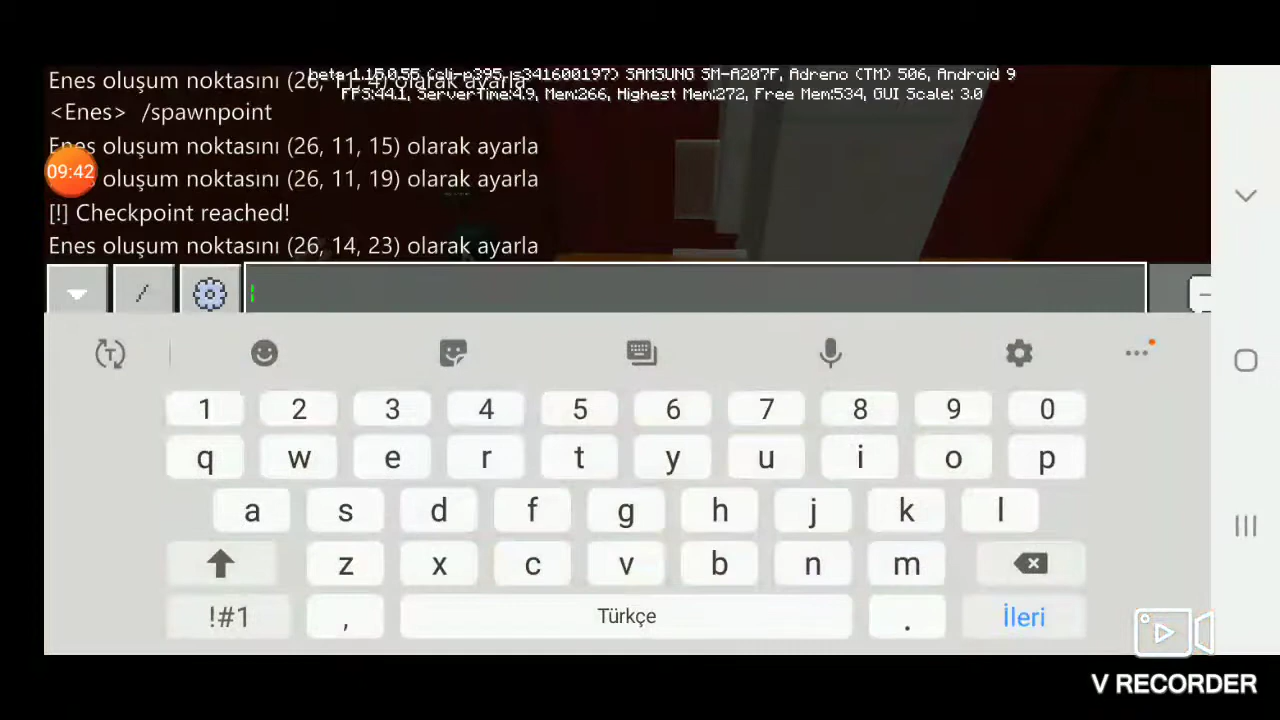 Enes oluşum noktasını (26, 11, 4) olarak ayarla
beta 1.15.0.55 SAMSUNG SM-A207F, Adreno (TM) 506, Android 9
FPS:44.1, ServerTime:4.9, Mem:266, Highest Mem:272, Free Mem:534, GUI Scale: 3.0
<Enes> /spawnpoint
Enes oluşum noktasını (26, 11, 15) olarak ayarla
09:42
oluşum noktasını (26, 11, 19) olarak ayarla
[!] Checkpoint reached!
Enes oluşum noktasını (26, 14, 23) olarak ayarla
/
T
1 2 3 4 5 6 7 8 9 0
q w e r t y u i o p
a s d f g h j k l
z x c v b n m
!#1 , Türkçe . İleri
V RECORDER